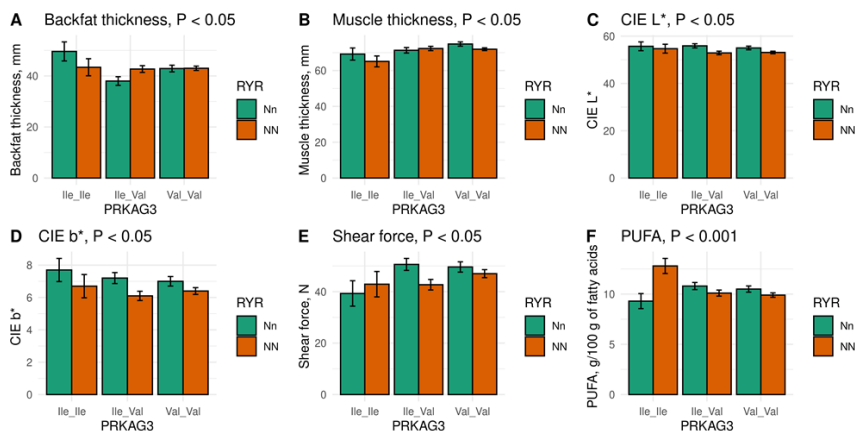 A Backfat thickness, P < 0.05
Backfat thickness, mm
40
20
0
Ile_Ile Ile_Val Val_Val
PRKAG3
RYR
Nn
NN
B Muscle thickness, P < 0.05
Muscle thickness, mm
60
40
20
0
Ile_Ile Ile_Val Val_Val
PRKAG3
RYR
Nn
NN
C CIE L*, P < 0.05
CIE L*
60
40
20
0
Ile_Ile Ile_Val Val_Val
PRKAG3
RYR
Nn
NN
D CIE b*, P < 0.05
CIE b*
8
6
4
2
0
Ile_Ile Ile_Val Val_Val
PRKAG3
RYR
Nn
NN
E Shear force, P < 0.05
Shear force, N
40
20
0
Ile_Ile Ile_Val Val_Val
PRKAG3
RYR
Nn
NN
F PUFA, P < 0.001
PUFA, g/100 g of fatty acids
10
5
0
Ile_Ile Ile_Val Val_Val
PRKAG3
RYR
Nn
NN